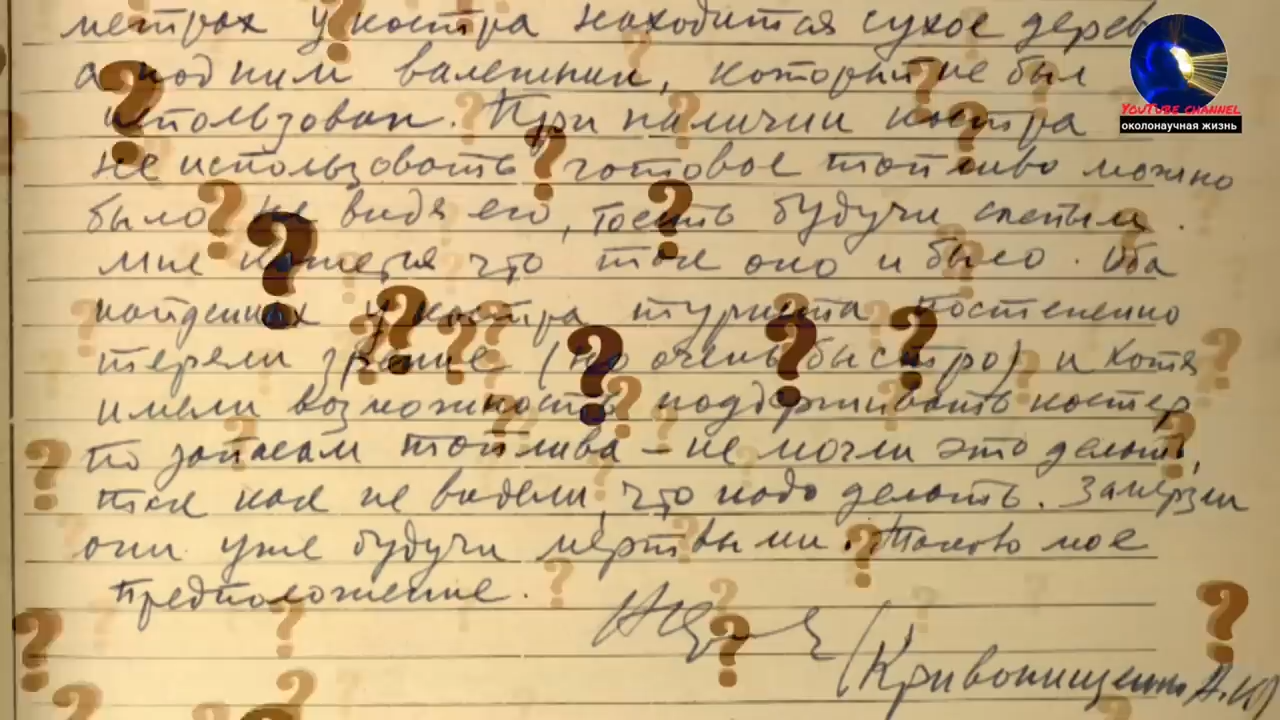 метрах у костра находится сухое дерев
а под ним валежник, который не был
использован. При наличии костра
не использовать готовое топливо можно
было не видя его, тоесть будучи слепым.
мне кажется что так оно и было. Оба
найденных у костра туриста постепенно
теряли зрение (но очень быстро) и хотя
имели возможность поддерживать костер
по запасам топлива – не могли это делать,
так как не видели, что надо делать. Замерзли
они уже будучи мёртвыми. Таково мое
предположение.
(Кривонищенко А.К)
YouTube channel
околонаучная жизнь